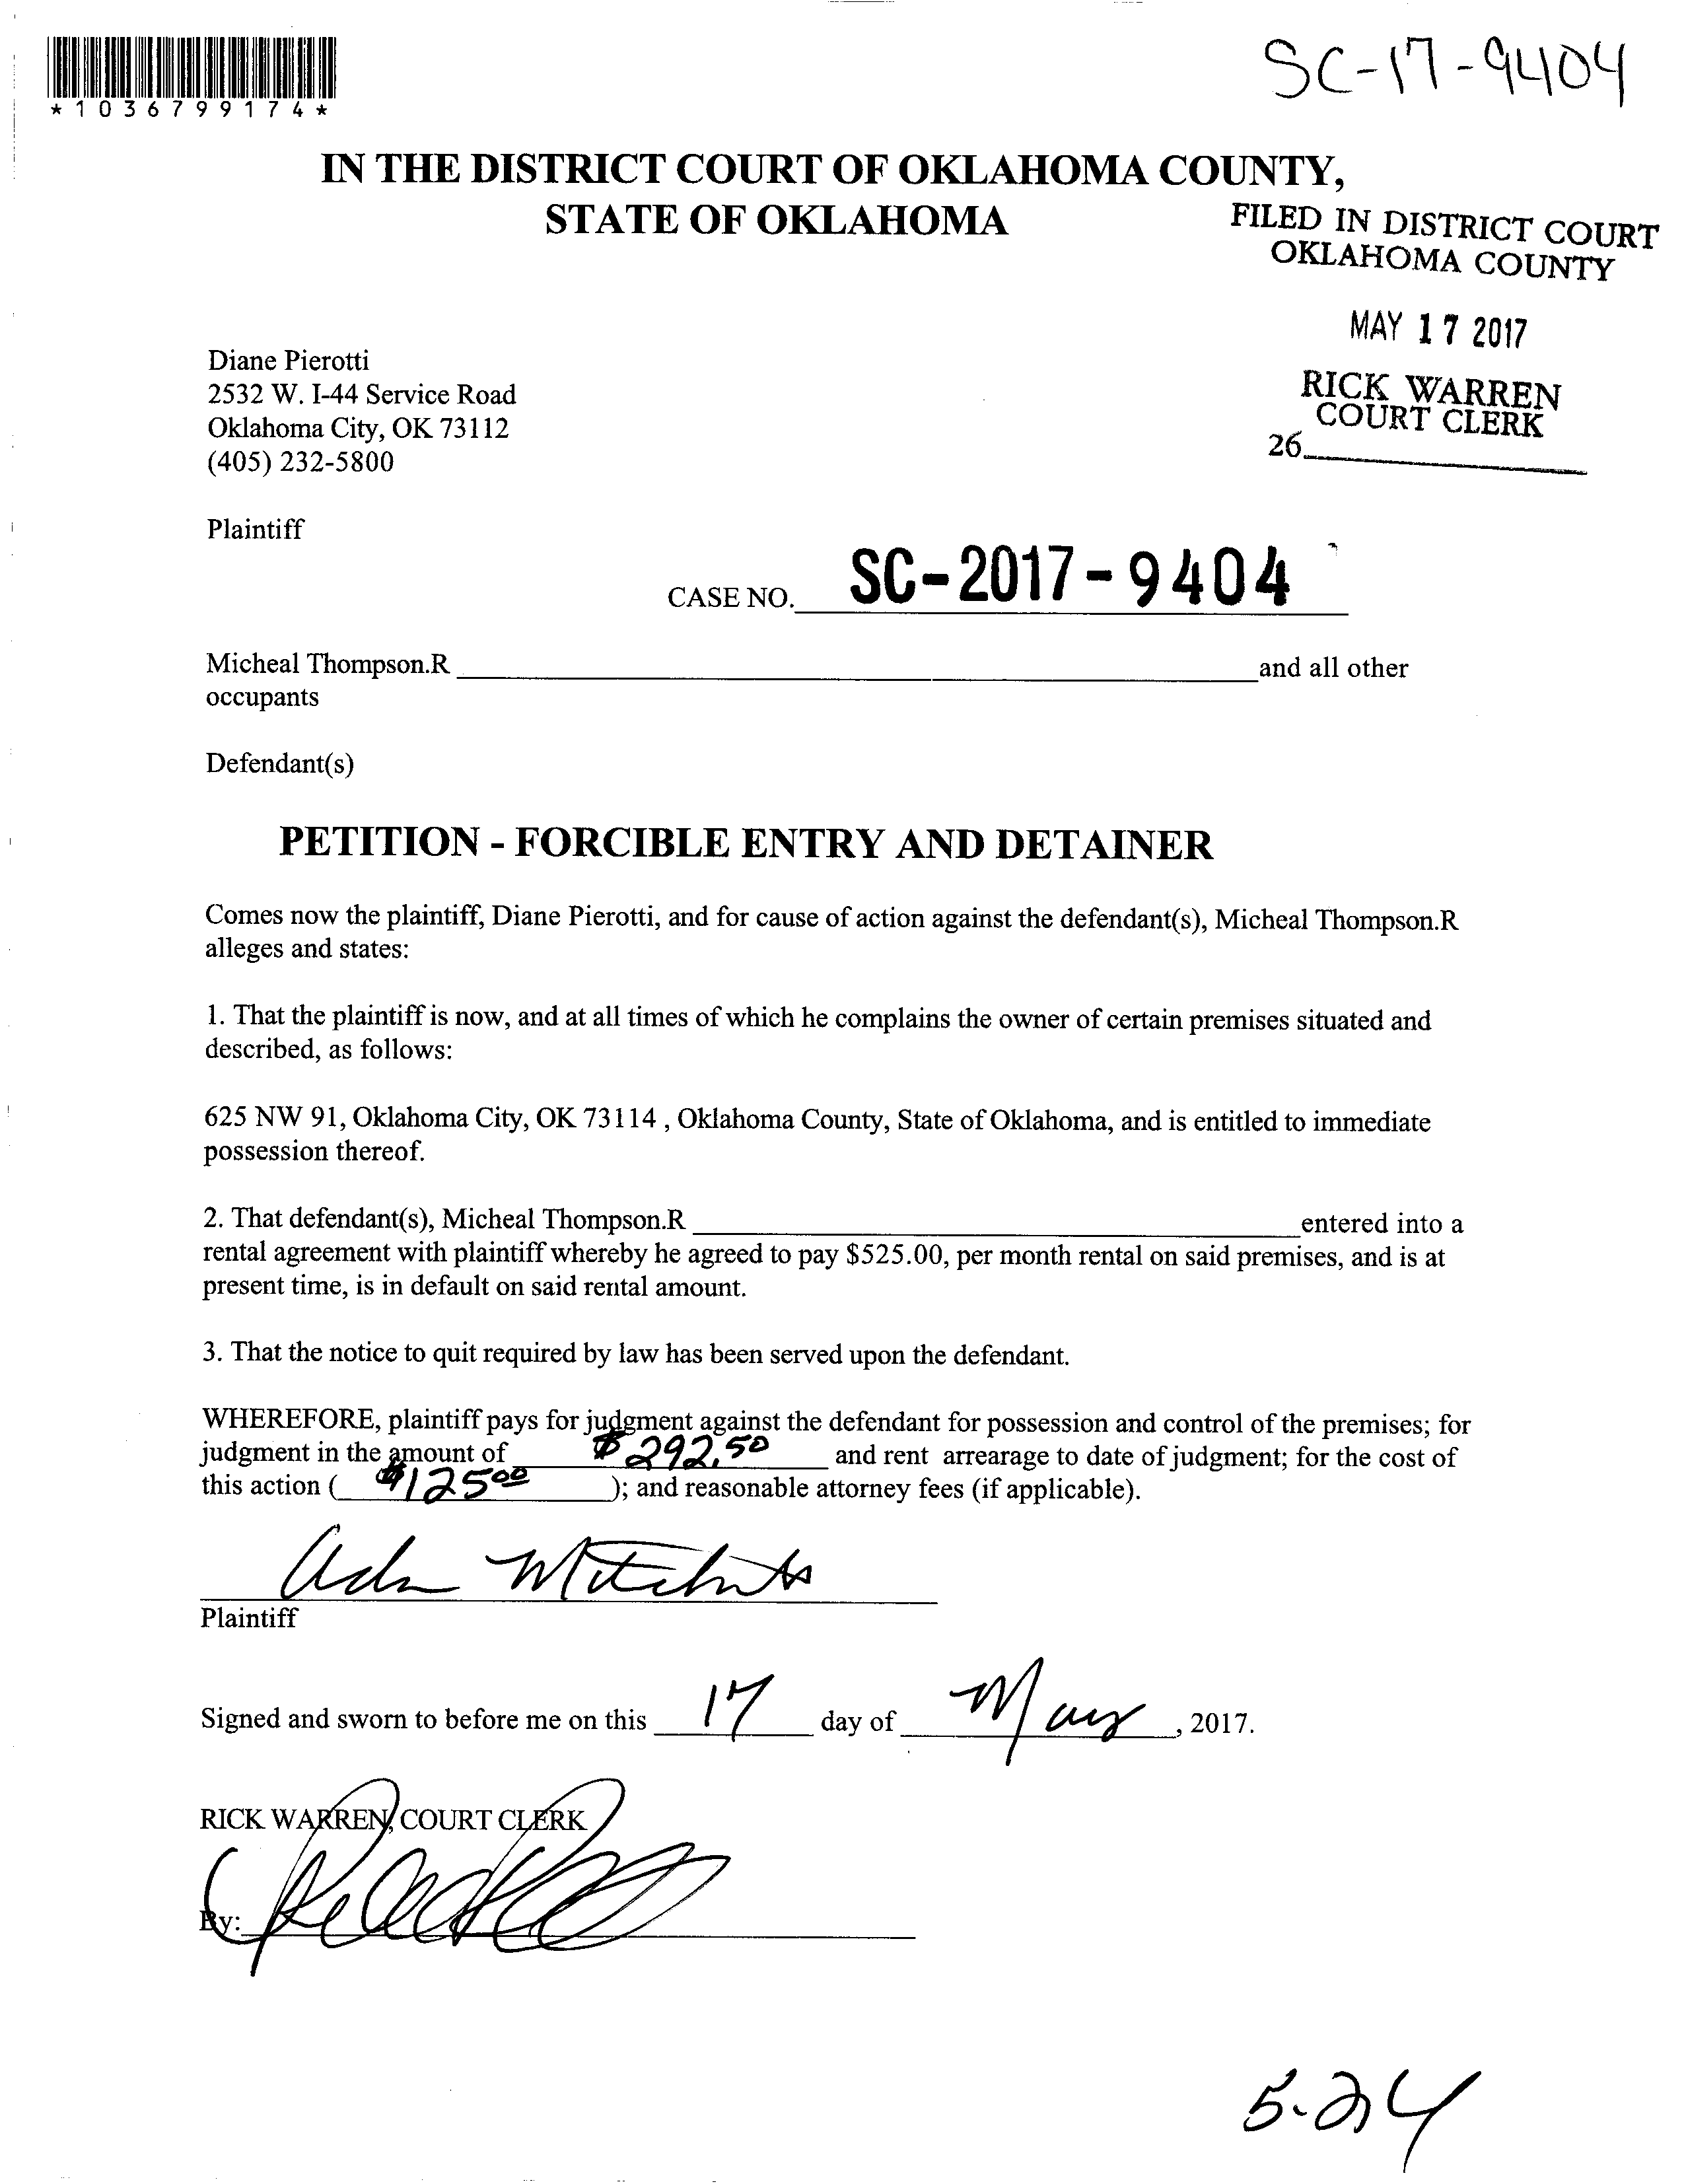 SC-17-9404
*1036799174*
IN THE DISTRICT COURT OF OKLAHOMA COUNTY,
STATE OF OKLAHOMA
FILED IN DISTRICT COURT
OKLAHOMA COUNTY
MAY 17 2017
RICK WARREN
COURT CLERK
26
Diane Pierotti
2532 W. I-44 Service Road
Oklahoma City, OK 73112
(405) 232-5800
Plaintiff
CASE NO. SC-2017-9404
Micheal Thompson.R and all other
occupants
Defendant(s)
PETITION - FORCIBLE ENTRY AND DETAINER
Comes now the plaintiff, Diane Pierotti, and for cause of action against the defendant(s), Micheal Thompson.R
alleges and states:
1. That the plaintiff is now, and at all times of which he complains the owner of certain premises situated and
described, as follows:
625 NW 91, Oklahoma City, OK 73114 , Oklahoma County, State of Oklahoma, and is entitled to immediate
possession thereof.
2. That defendant(s), Micheal Thompson.R entered into a
rental agreement with plaintiff whereby he agreed to pay $525.00, per month rental on said premises, and is at
present time, is in default on said rental amount.
3. That the notice to quit required by law has been served upon the defendant.
WHEREFORE, plaintiff pays for judgment against the defendant for possession and control of the premises; for
judgment in the amount of $292.50 and rent arrearage to date of judgment; for the cost of
this action ( $125 00 ); and reasonable attorney fees (if applicable).
Plaintiff
Signed and sworn to before me on this 17 day of May, 2017.
RICK WARREN, COURT CLERK
By:
5-24